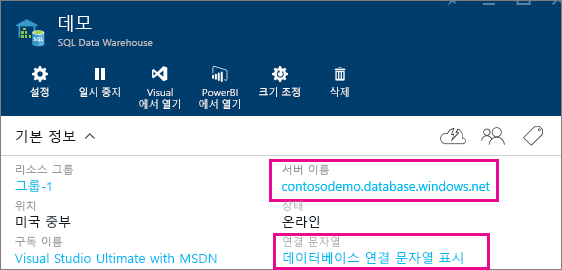 데모
SQL Data Warehouse
SQL
설정
일시 중지
Visual
에서 열기
PowerBI
에서 열기
크기 조정
삭제
기본 정보
리소스 그룹
그룹-1
서버 이름
contosodemo.database.windows.net
위치
미국 중부
상태
온라인
구독 이름
Visual Studio Ultimate with MSDN
연결 문자열
데이터베이스 연결 문자열 표시